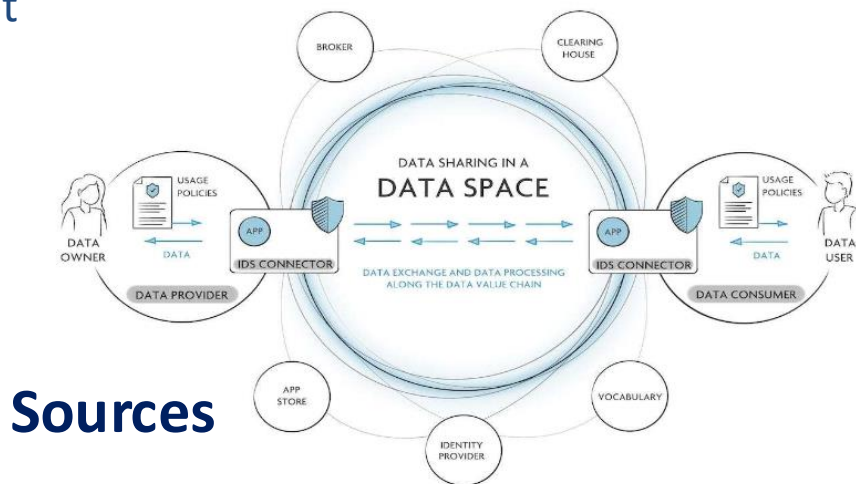 t
BROKER
CLEARING
HOUSE
DATA SHARING IN A
DATA SPACE
USAGE
POLICIES
DATA
OWNER
DATA
APP
IDS CONNECTOR
DATA PROVIDER
DATA EXCHANGE AND DATA PROCESSING
ALONG THE DATA VALUE CHAIN
APP
IDS CONNECTOR
USAGE
POLICIES
DATA
DATA
USER
DATA CONSUMER
APP
STORE
VOCABULARY
IDENTITY
PROVIDER
Sources